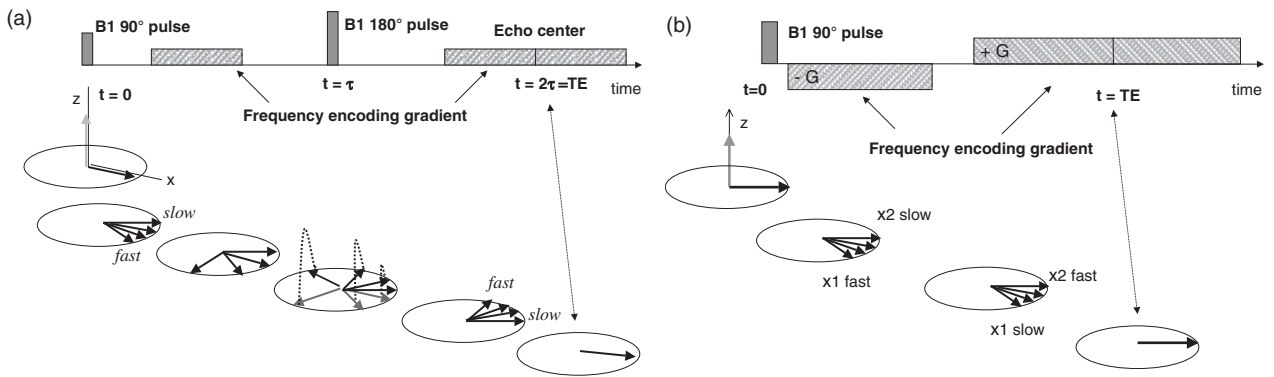 (a)
B1 90° pulse
B1 180° pulse
Echo center
t = τ
t = 2τ=TE
time
Frequency encoding gradient
t = 0
z
x
slow
fast
fast
slow
(b)
B1 90° pulse
+ G
- G
t=0
t = TE
time
Frequency encoding gradient
z
x2 slow
x1 fast
x2 fast
x1 slow